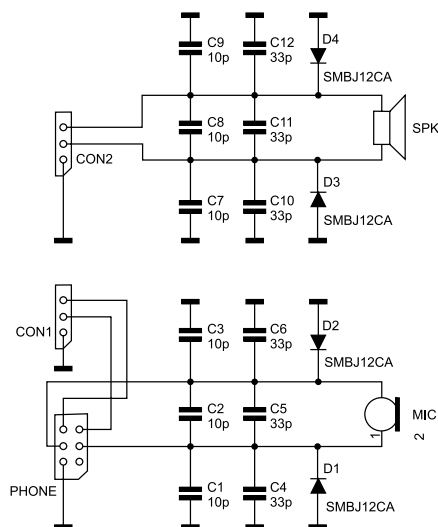 C9
10p
C12
33p
D4
SMBJ12CA
C8
10p
C11
33p
SPK
CON2
C7
10p
C10
33p
D3
SMBJ12CA
CON1
C3
10p
C6
33p
D2
SMBJ12CA
C2
10p
C5
33p
MIC
1
2
PHONE
C1
10p
C4
33p
D1
SMBJ12CA